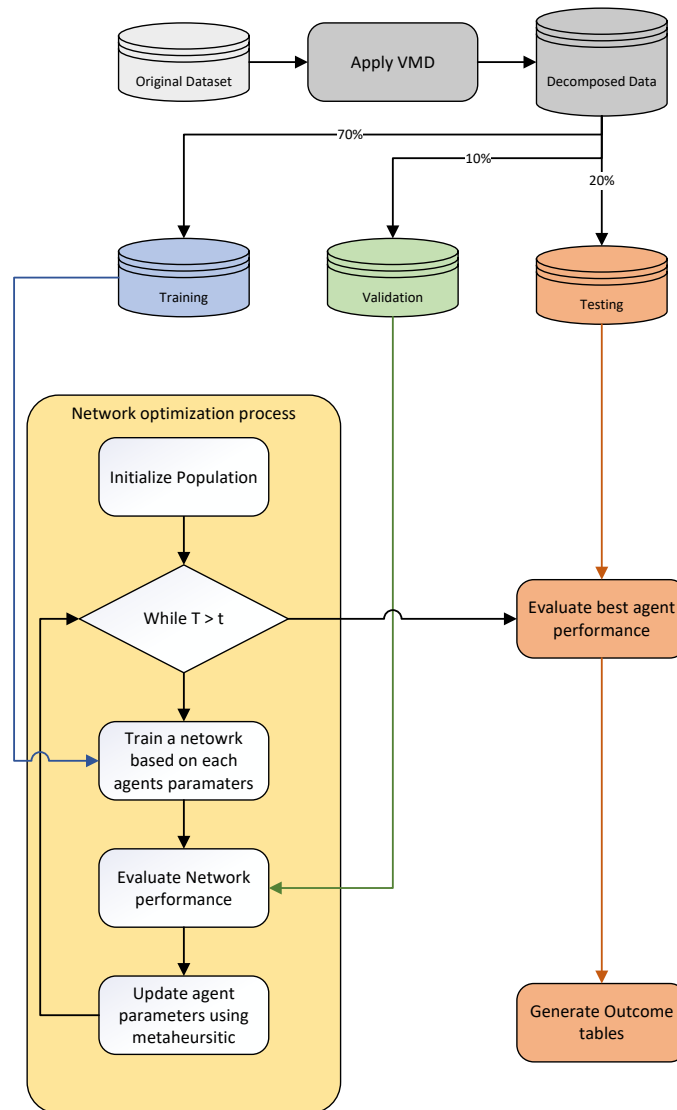 Original Dataset
Apply VMD
Decomposed Data
70%
10%
20%
Training
Validation
Testing
Network optimization process
Initialize Population
While T > t
Evaluate best agent
performance
Train a netowrk
based on each
agents paramaters
Evaluate Network
performance
Update agent
parameters using
metaheursitic
Generate Outcome
tables